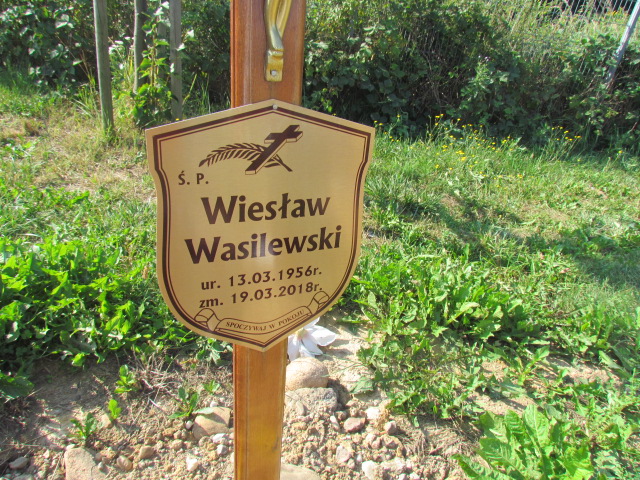 Ś. P.
Wiesław
Wasilewski
ur. 13.03.1956r.
zm. 19.03.2018r.
SPOCZYWAJ W POKOJU